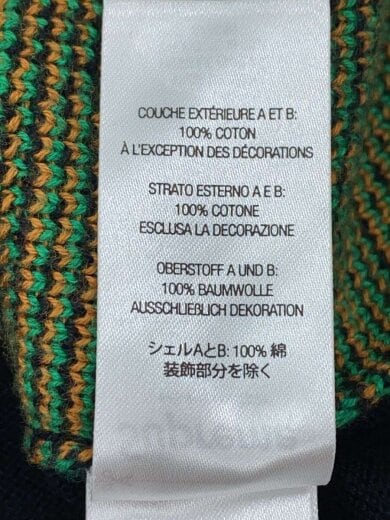 COUCHE EXTÉRIEURE A ET B:
100% COTON
À L'EXCEPTION DES DÉCORATIONS
STRATO ESTERNO A E B:
100% COTONE
ESCLUSA LA DECORAZIONE
OBERSTOFF A UND B:
100% BAUMWOLLE
AUSSCHLIEBLICH DEKORATION
シェルAとB: 100% 綿
装飾部分を除く